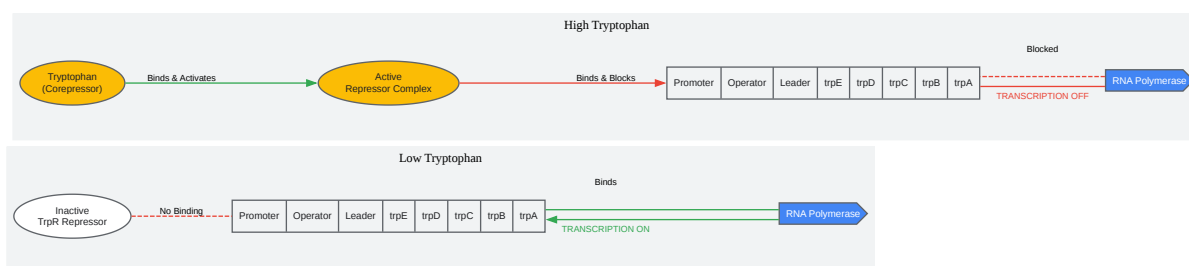 High Tryptophan
Blocked
Tryptophan
(Corepressor)
Binds & Activates
Active
Repressor Complex
Binds & Blocks
Promoter Operator Leader trpE trpD trpC trpB trpA
RNA Polymerase
TRANSCRIPTION OFF
Low Tryptophan
Binds
Inactive
TrpR Repressor
No Binding
Promoter Operator Leader trpE trpD trpC trpB trpA
RNA Polymerase
TRANSCRIPTION ON